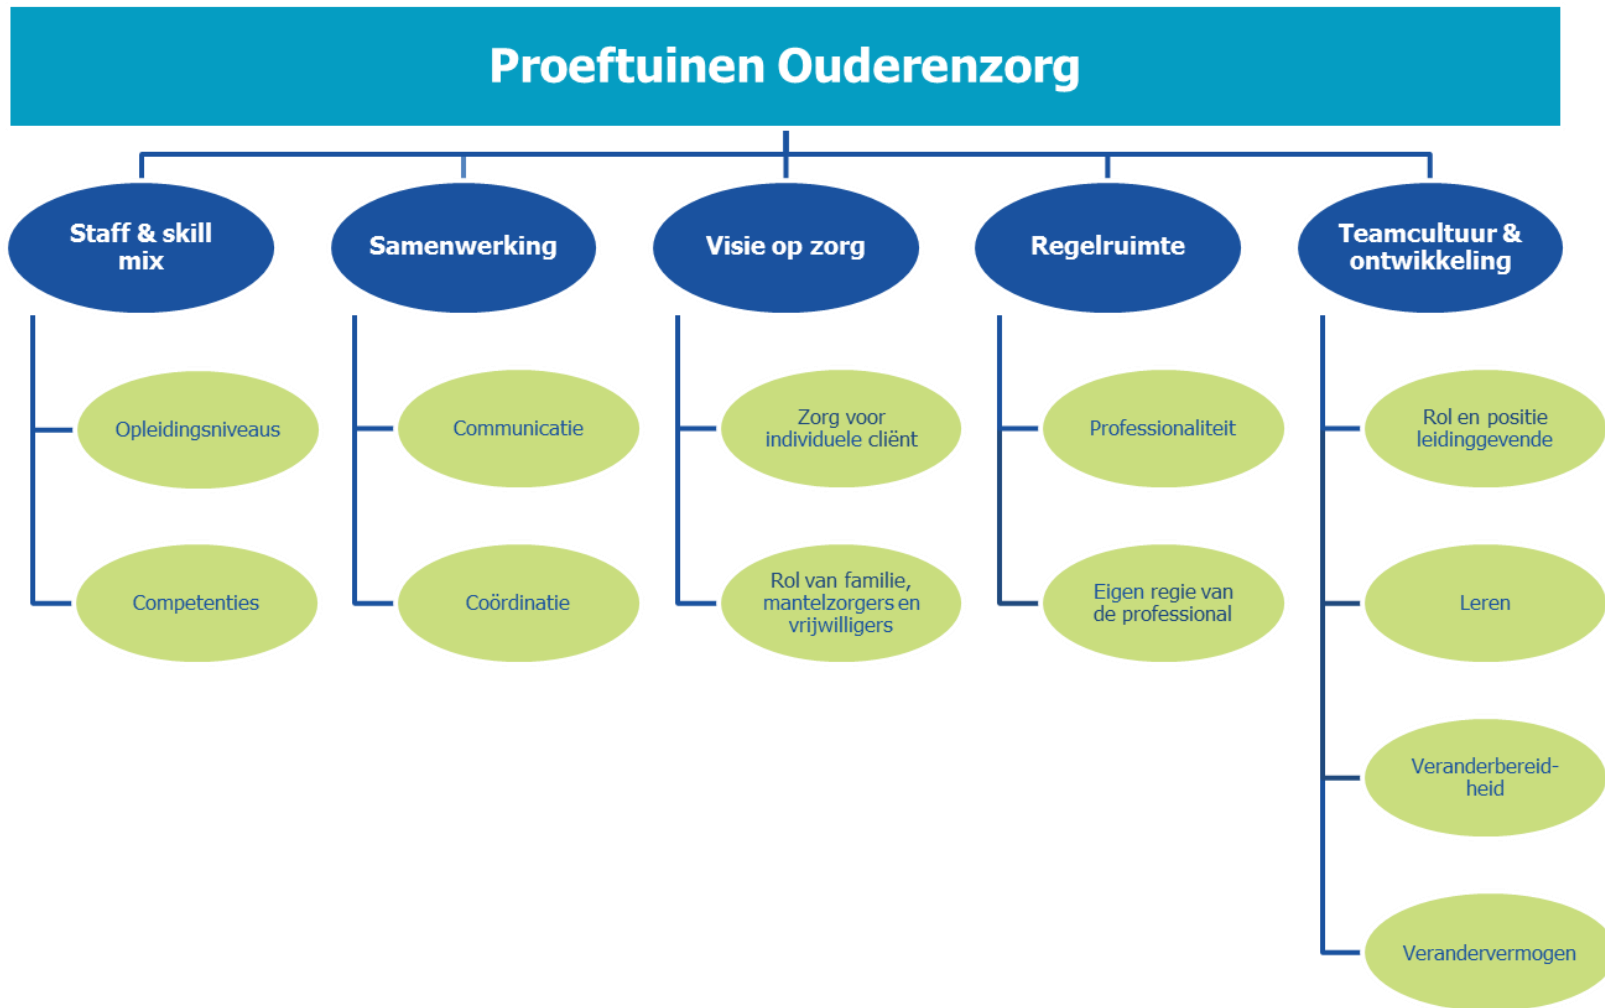 Proeftuinen Ouderenzorg
Staff & skill
mix
Samenwerking
Visie op zorg
Regelruimte
Teamcultuur &
ontwikkeling
Opleidingsniveaus
Communicatie
Zorg voor
individuele cliënt
Professionaliteit
Rol en positie
leidinggevende
Competenties
Coördinatie
Rol van familie,
mantelzorgers en
vrijwilligers
Eigen regie van
de professional
Leren
Veranderbereid-
heid
Verandervermogen